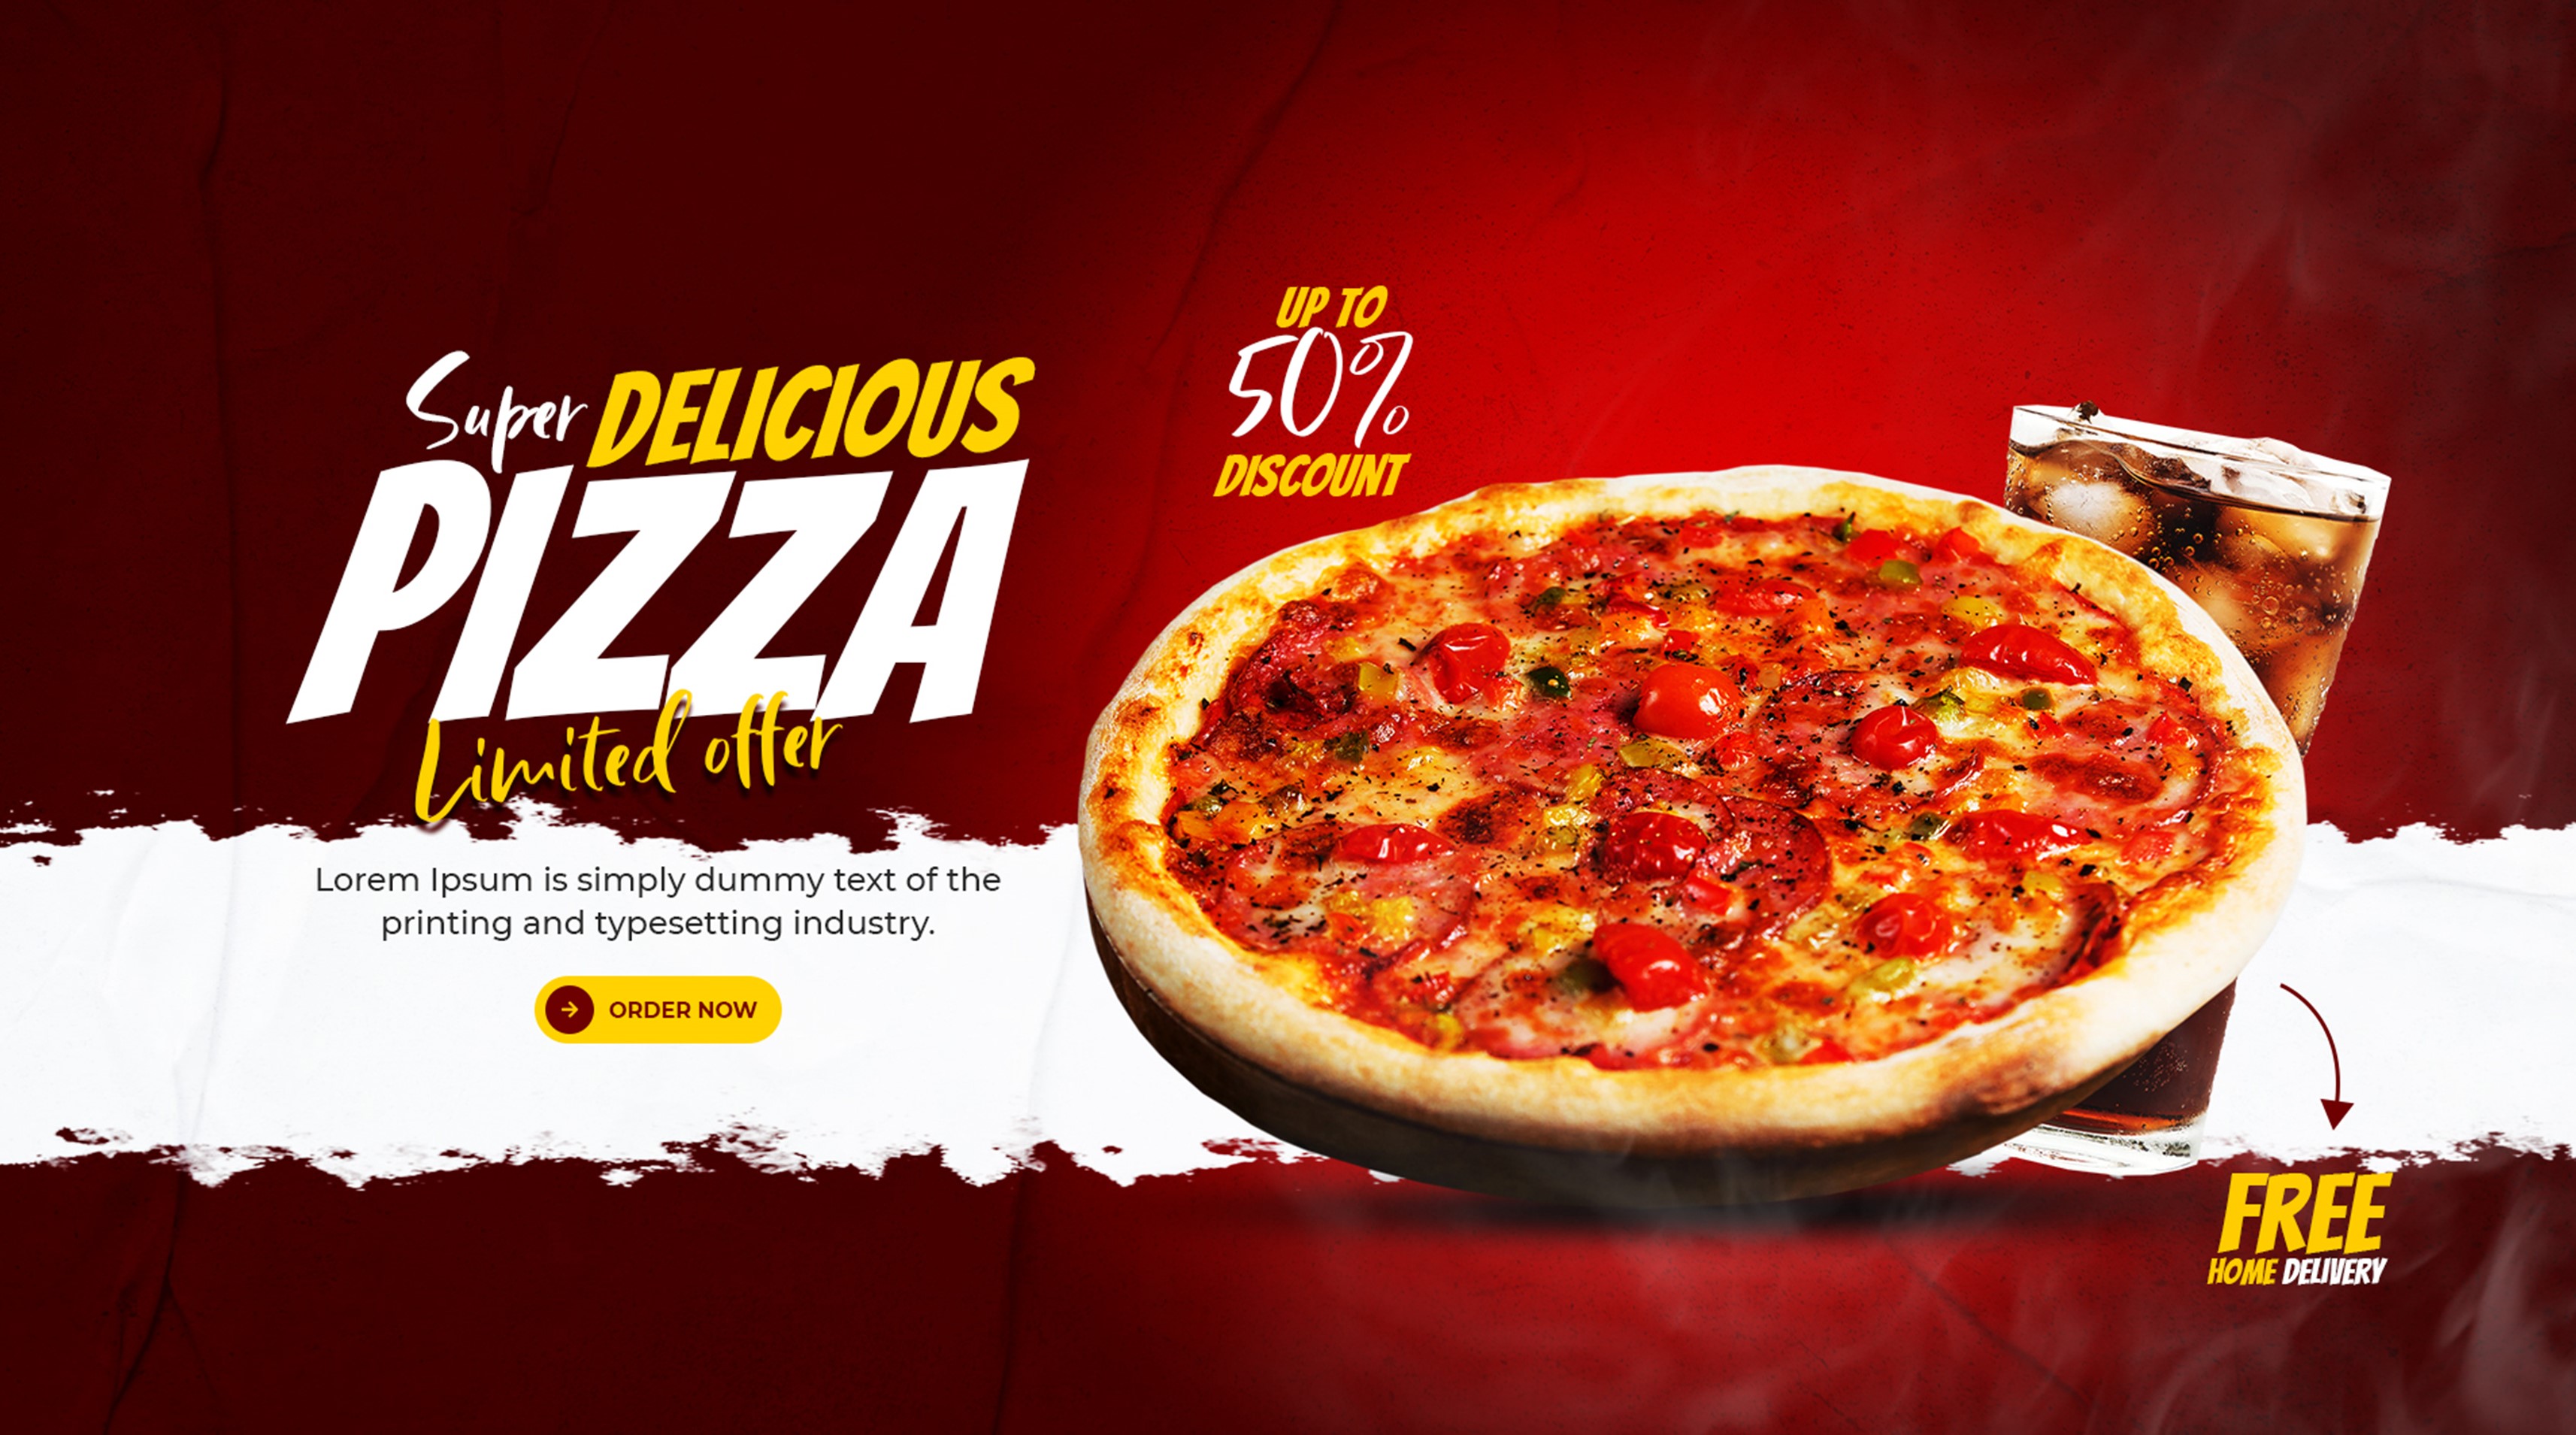 Super DELICIOUS
PIZZA
Limited offer
Lorem Ipsum is simply dummy text of the
printing and typesetting industry.
ORDER NOW
UP TO
50%
DISCOUNT
FREE
HOME DELIVERY